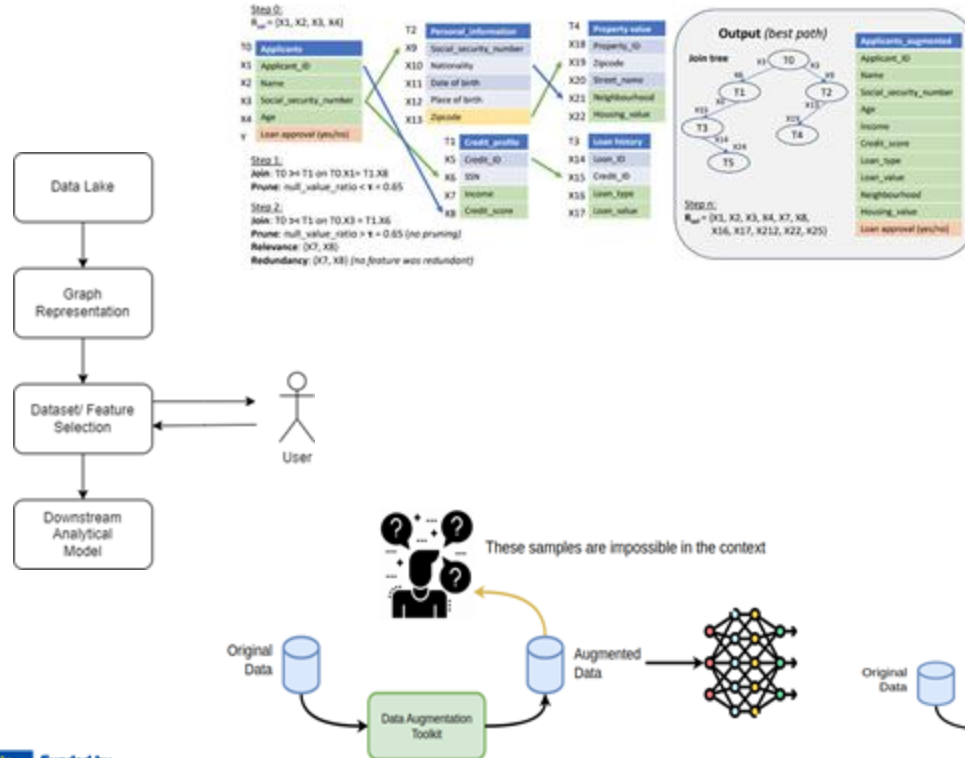 Step 0:
R_sel = {X1, X2, X3, X4}
T0 Applicants
X1 Applicant_ID
X2 Name
X3 Social_security_number
X4 Age
Y Loan approval (yes/no)
T2 Personal_information
X9 Social_security_number
X10 Nationality
X11 Date of birth
X12 Place of birth
X13 Zipcode
T4 Property value
X18 Property_ID
X19 Zipcode
X20 Street_name
X21 Neighbourhood
X22 Housing_value
T1 Credit_profile
X5 Credit_ID
X6 SSN
X7 Income
X8 Credit_score
T3 Loan history
X14 Loan_ID
X15 Credit_ID
X16 Loan_type
X17 Loan_value
Step 1:
Join: T0 ⋈ T1 on T0.X1= T1.X8
Prune: null_value_ratio < τ = 0.65
Step 2:
Join: T0 ⋈ T1 on T0.X3 = T1.X6
Prune: null_value_ratio > τ = 0.65 (no pruning)
Relevance: {X7, X8}
Redundancy: {X7, X8} (no feature was redundant)
Output (best path)
Join tree
T0
X3
X3
X6
X9
T1
T2
T3
T4
T5
X14
X24
Step n:
R_sel = {X1, X2, X3, X4, X7, X8,
X16, X17, X212, X22, X25}
Applicants_augmented
Applicant_ID
Name
Social_security_number
Age
Income
Credit_score
Loan_type
Loan_value
Neighbourhood
Housing_value
Loan approval (yes/no)
Data Lake
Graph
Representation
Dataset/ Feature
Selection
User
Downstream
Analytical
Model
These samples are impossible in the context
Original
Data
Data Augmentation
Toolkit
Augmented
Data
Original
Data
Funded by